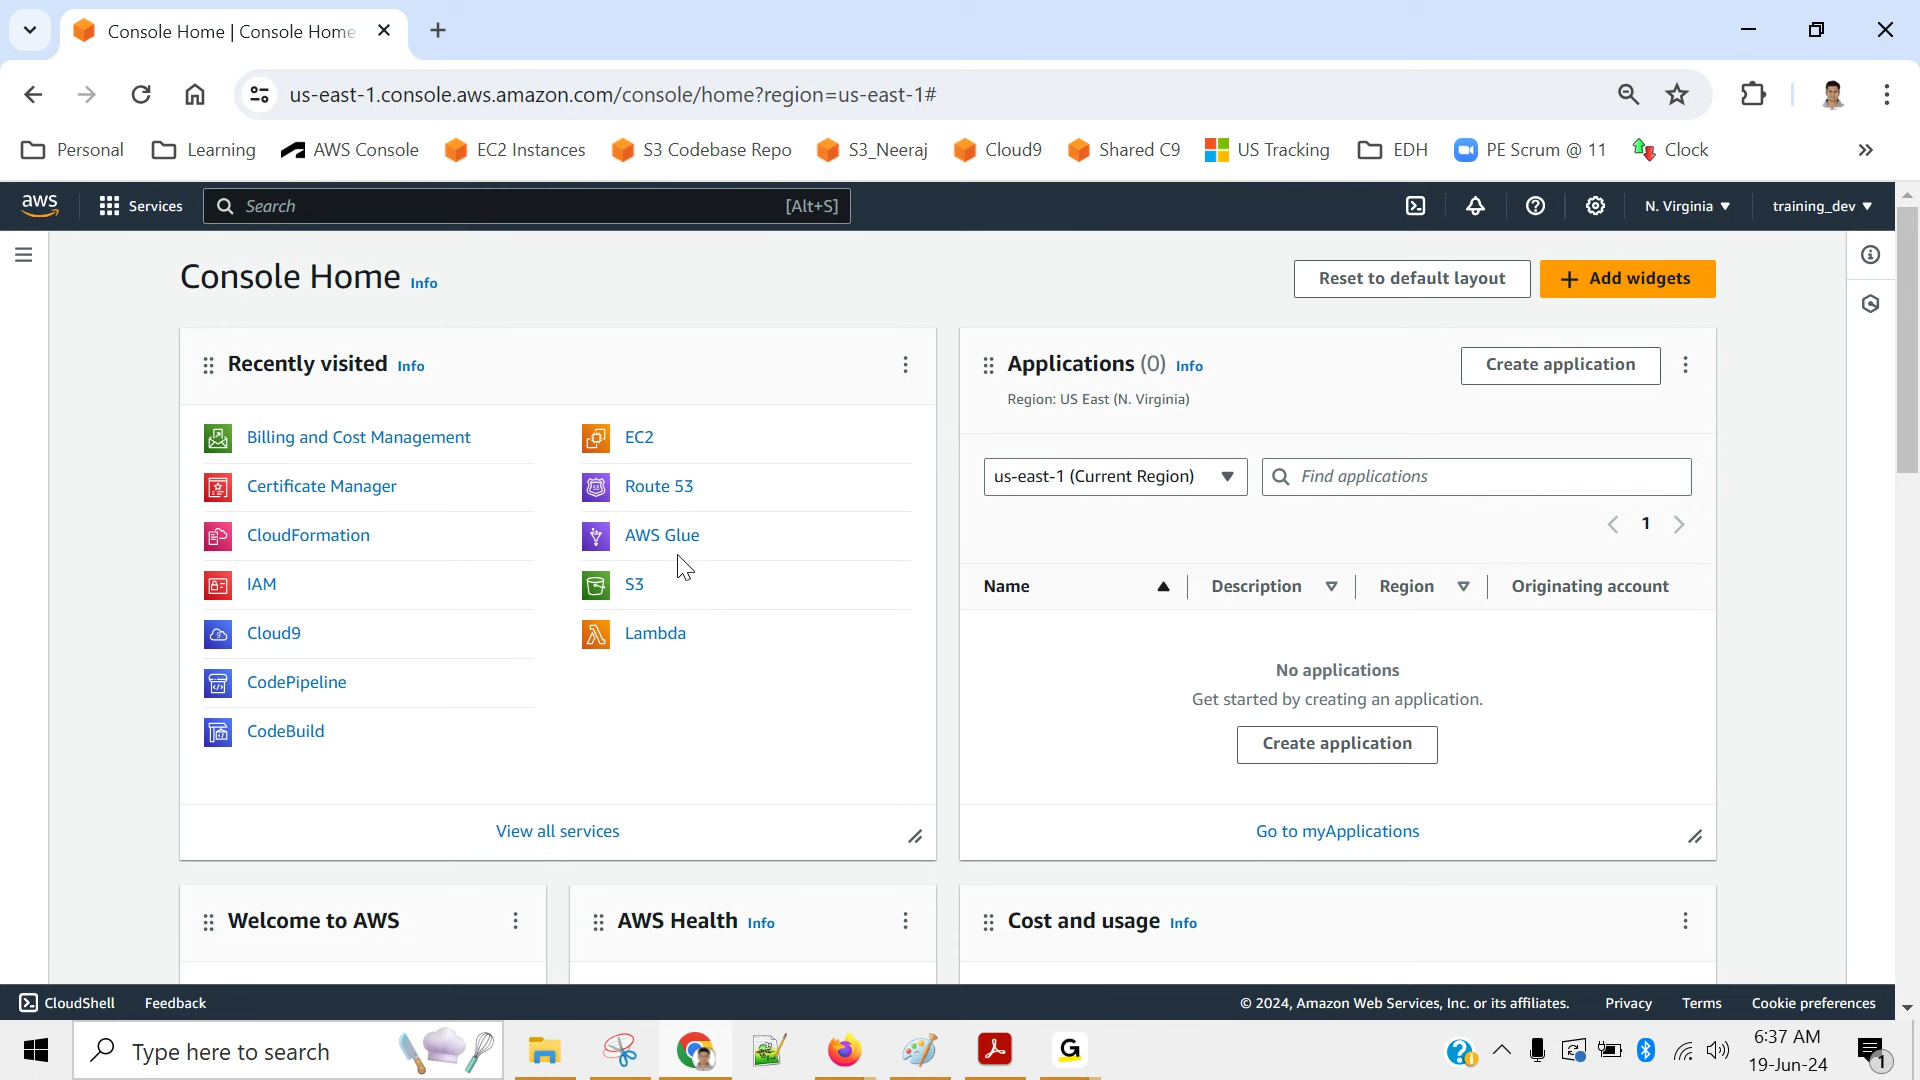 Console Home | Console Home
us-east-1.console.aws.amazon.com/console/home?region=us-east-1#
Personal Learning AWS Console EC2 Instances S3 Codebase Repo S3_Neeraj Cloud9 Shared C9 US Tracking EDH PE Scrum @ 11 Clock
aws Services Search [Alt+S] N. Virginia training_dev
Console Home Info Reset to default layout Add widgets
Recently visited Info
Billing and Cost Management
Certificate Manager
CloudFormation
IAM
Cloud9
CodePipeline
CodeBuild
EC2
Route 53
AWS Glue
S3
Lambda
View all services
Applications (0) Info Create application
Region: US East (N. Virginia)
us-east-1 (Current Region) Find applications
1
Name Description Region Originating account
No applications
Get started by creating an application.
Create application
Go to myApplications
Welcome to AWS
AWS Health Info
Cost and usage Info
CloudShell Feedback © 2024, Amazon Web Services, Inc. or its affiliates. Privacy Terms Cookie preferences
Type here to search
6:37 AM
19-Jun-24
1